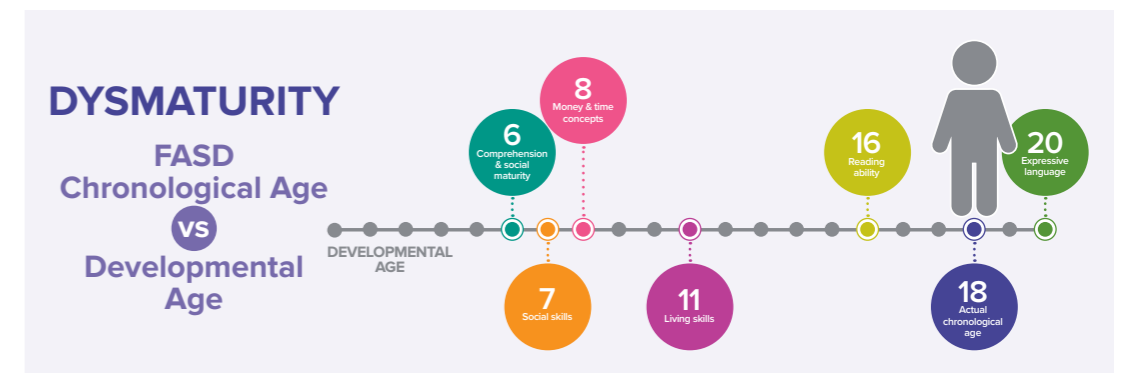 DYSMATURITY
FASD
Chronological Age
vs
Developmental
Age
DEVELOPMENTAL
AGE
6
Comprehension
& social
maturity
7
Social skills
8
Money & time
concepts
11
Living skills
16
Reading
ability
18
Actual
chronological
age
20
Expressive
language